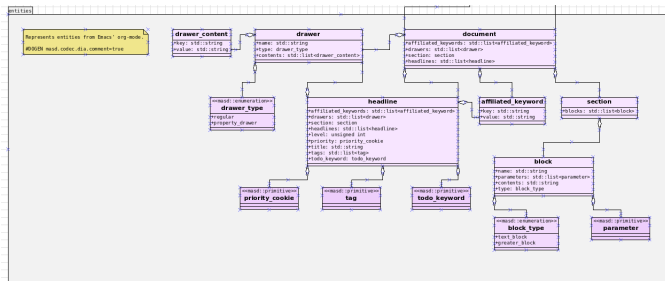 entities
Represents entities from Emacs' org-mode.
#DOGEN masd.codec.dia.comment=true
drawer_content
+key: std::string
+value: std::string
drawer
+name: std::string
+type: drawer_type
+contents: std::list<drawer_content>
document
+affiliated_keywords: std::list<affiliated_keyword>
+drawers: std::list<drawer>
+section: section
+headlines: std::list<headline>
<<masd::enumeration>>
drawer_type
+regular
+property_drawer
headline
+affiliated_keywords: std::list<affiliated_keyword>
+drawers: std::list<drawer>
+section: section
+headlines: std::list<headline>
+level: unsigned int
+priority: priority_cookie
+title: std::string
+tags: std::list<tag>
+todo_keyword: todo_keyword
affiliated_keyword
+key: std::string
+value: std::string
section
+blocks: std::list<block>
block
+name: std::string
+parameters: std::list<parameter>
+contents: std::string
+type: block_type
<<masd::primitive>>
priority_cookie
<<masd::primitive>>
tag
<<masd::primitive>>
todo_keyword
<<masd::enumeration>>
block_type
+text_block
+greater_block
<<masd::primitive>>
parameter